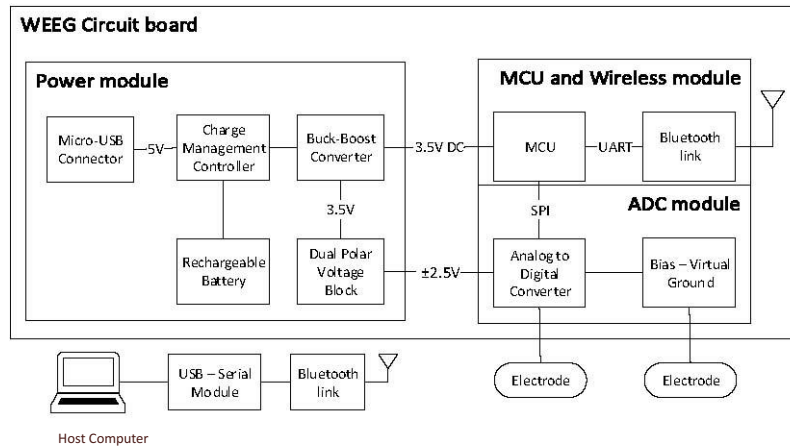 WEEG Circuit board
Power module
MCU and Wireless module
Micro-USB
Connector
5V
Charge
Management
Controller
Buck-Boost
Converter
3.5V DC
MCU
UART
Bluetooth
link
3.5V
SPI
ADC module
Rechargeable
Battery
Dual Polar
Voltage
Block
±2.5V
Analog to
Digital
Converter
Bias – Virtual
Ground
Electrode
Electrode
USB – Serial
Module
Bluetooth
link
Host Computer